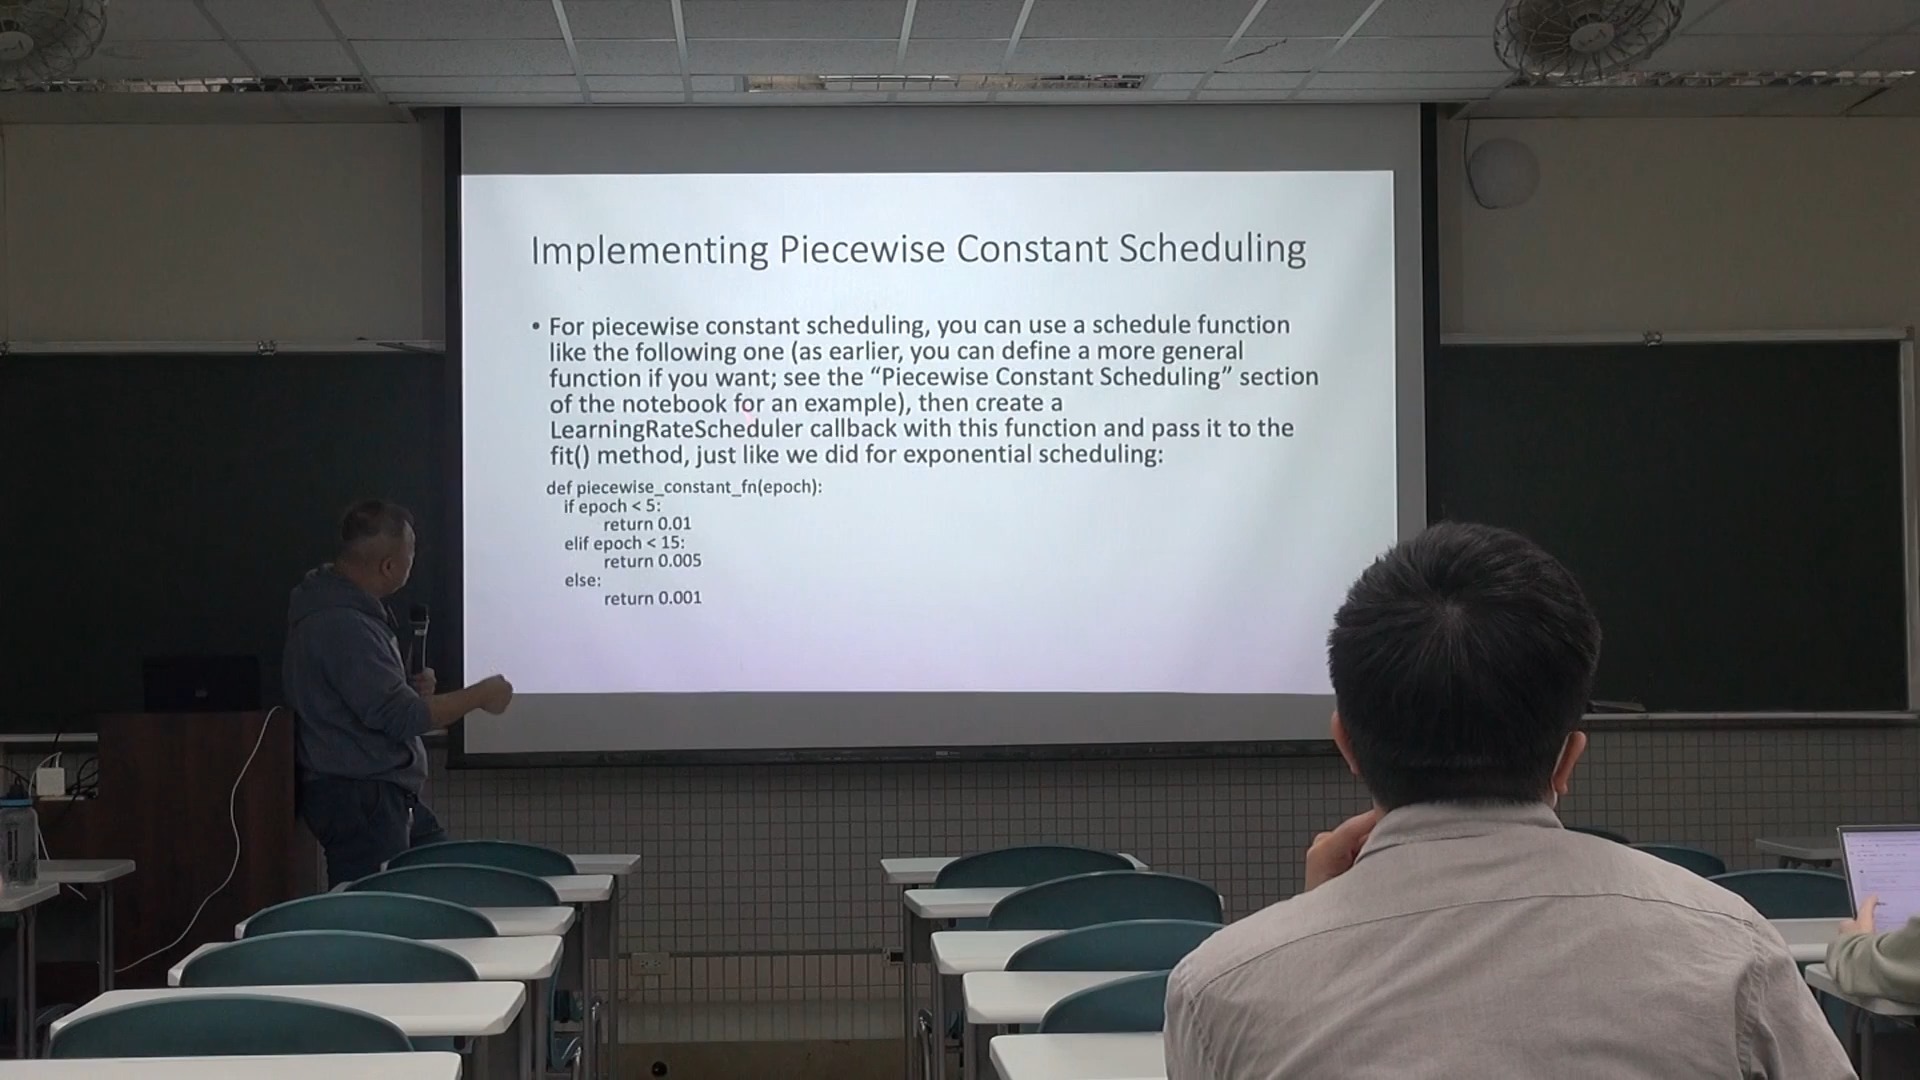 Implementing Piecewise Constant Scheduling
• For piecewise constant scheduling, you can use a schedule function
like the following one (as earlier, you can define a more general
function if you want; see the “Piecewise Constant Scheduling” section
of the notebook for an example), then create a
LearningRateScheduler callback with this function and pass it to the
fit() method, just like we did for exponential scheduling:
def piecewise_constant_fn(epoch):
if epoch < 5:
return 0.01
elif epoch < 15:
return 0.005
else:
return 0.001